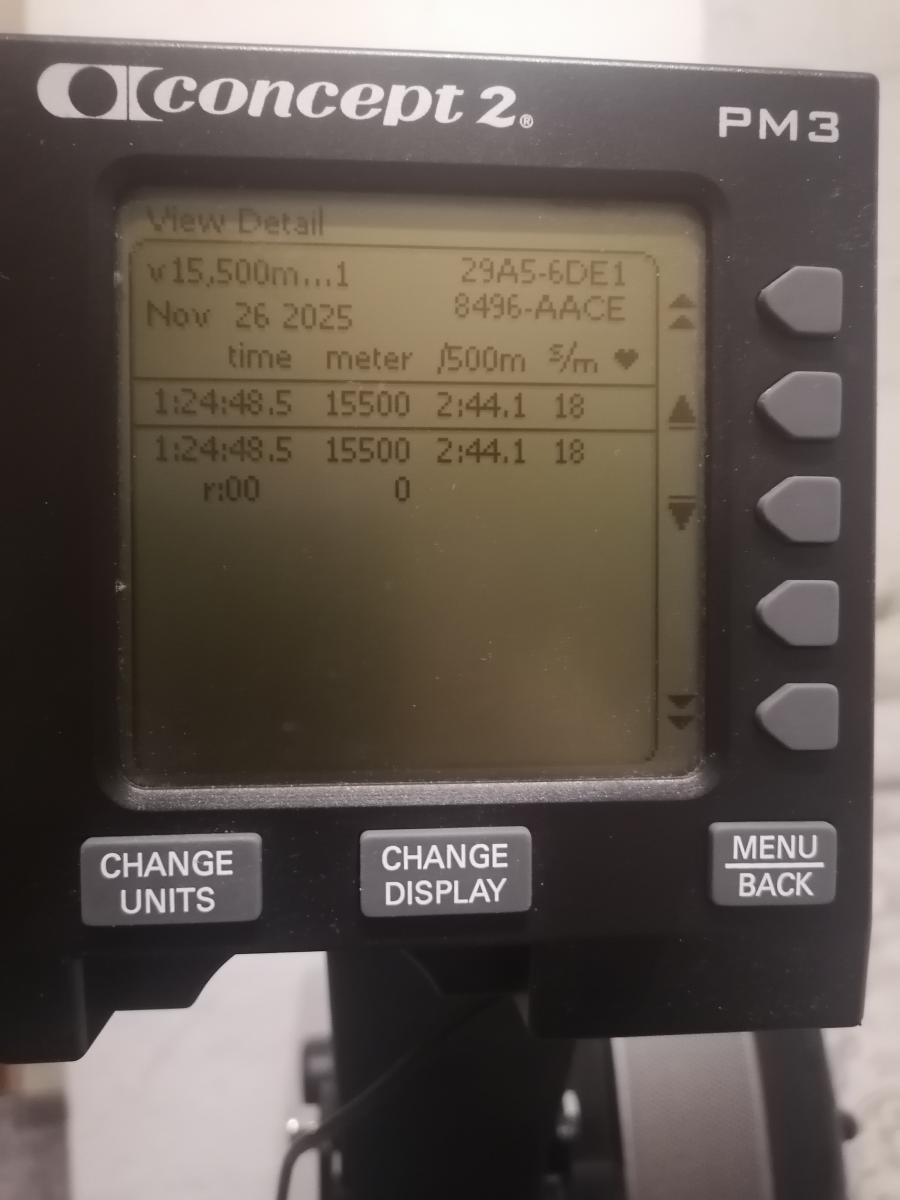 concept 2® PM3
View Detail
v15,500m...1 29A5-6DE1
Nov 26 2025 8496-AACE
time meter /500m s/m ♥
1:24:48.5 15500 2:44.1 18
1:24:48.5 15500 2:44.1 18
r:00 0
CHANGE UNITS
CHANGE DISPLAY
MENU
BACK